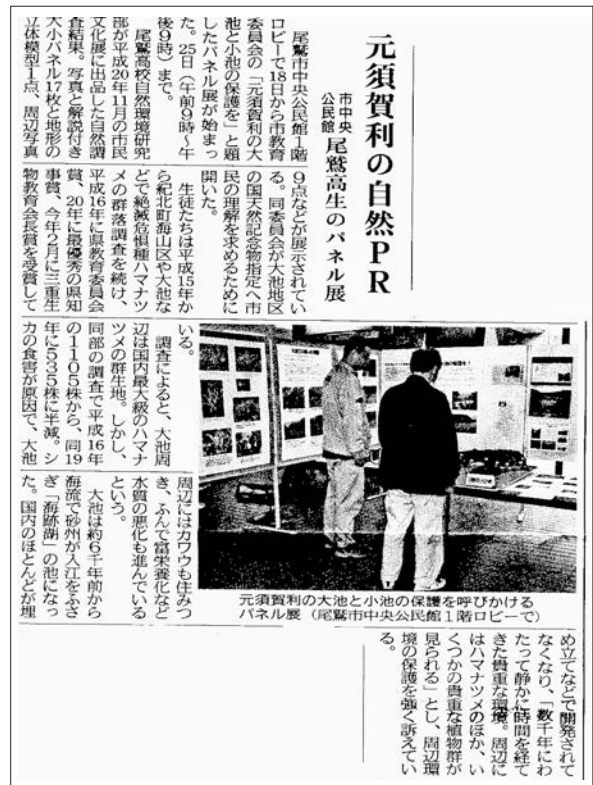 元須賀利の自然PR
市中央
公民館 尾鷲高生のパネル展
尾鷲市中央公民館1階
ロビーで18日から市教育
委員会の「元須賀利の大
池と小池の保護を」と題
したパネル展が始まっ
た。25日(午前9時〜午
後9時)まで。
尾鷲高校自然環境研究
部が平成20年11月の市民
文化展に出品した自然調
査結果。写真と解説付き
大小パネル17枚と地形の
立体模型1点、周辺写真
9点などが展示されてい
る。同委員会が大池地区
の国天然記念物指定へ市
民の理解を求めるために
開いた。
生徒たちは平成15年か
ら紀北町海山区や大池な
どで絶滅危惧種ハマナツ
メの群落調査を続け、
平成16年に県教育委員会
賞、20年に最優秀の県知
事賞、今年2月に三重生
物教育会長賞を受賞して
いる。
調査によると、大池周
辺は国内最大級のハマナ
ツメの群生地。しかし、
同部の調査で平成16年
の1105株から、同19
年に535株に半減。シ
カの食害が原因で、大池
周辺にはカワウも住みつ
き、ふんで富栄養化など
水質の悪化も進んでいる
という。
大池は約6千年前から
海流で砂州が入江をふさ
ぎ「海跡湖」の池になっ
た。国内のほとんどが埋
め立てなどで開発されて
なくなり、「数千年にわ
たって静かに時間を経て
きた貴重な環境。周辺に
はハマナツメのほか、い
くつかの貴重な植物群が
見られる」とし、周辺環
境の保護を強く訴えてい
る。
元須賀利の大池と小池の保護を呼びかける
パネル展(尾鷲市中央公民館1階ロビーで)